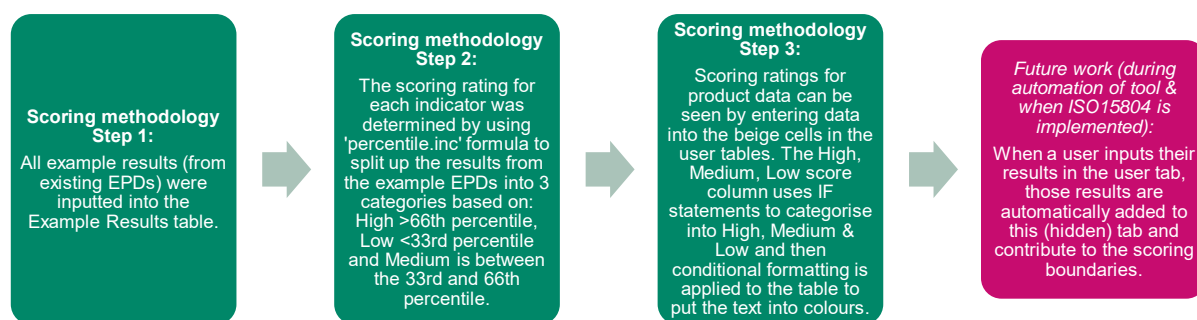 Scoring methodology
Step 1:
All example results (from
existing EPDs) were
inputted into the
Example Results table.
Scoring methodology
Step 2:
The scoring rating for
each indicator was
determined by using
'percentile.inc' formula to
split up the results from
the example EPDs into 3
categories based on:
High >66th percentile,
Low <33rd percentile
and Medium is between
the 33rd and 66th
percentile.
Scoring methodology
Step 3:
Scoring ratings for
product data can be
seen by entering data
into the beige cells in the
user tables. The High,
Medium, Low score
column uses IF
statements to categorise
into High, Medium &
Low and then
conditional formatting is
applied to the table to
put the text into colours.
Future work (during
automation of tool &
when ISO15804 is
implemented):
When a user inputs their
results in the user tab,
those results are
automatically added to
this (hidden) tab and
contribute to the scoring
boundaries.